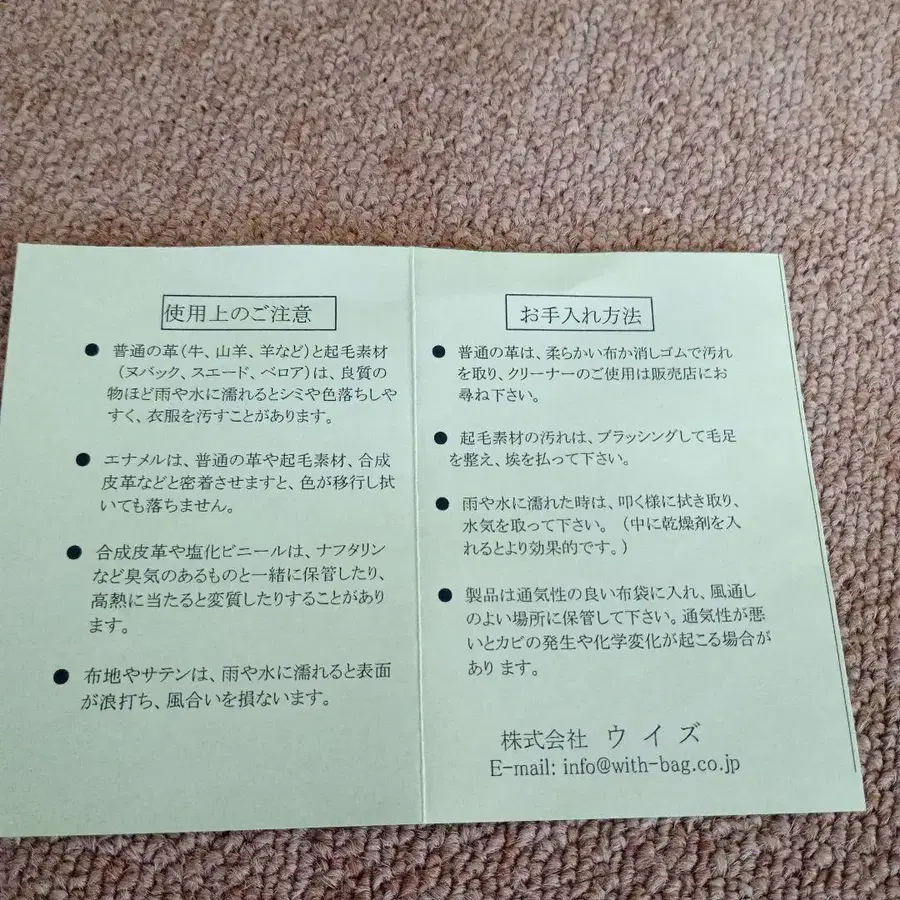 使用上のご注意
● 普通の革(牛、山羊、羊など)と起毛素材
(ヌバック、スエード、ベロア)は、良質の
物ほど雨や水に濡れるとシミや色落ちしや
すく、衣服を汚すことがあります。
● エナメルは、普通の革や起毛素材、合成
皮革などと密着させますと、色が移行し拭
いても落ちません。
● 合成皮革や塩化ビニールは、ナフタリン
など臭気のあるものと一緒に保管したり、
高熱に当たると変質したりすることがあり
ます。
● 布地やサテンは、雨や水に濡れると表面
が浪打ち、風合いを損ないます。
お手入れ方法
● 普通の革は、柔らかい布か消しゴムで汚れ
を取り、クリーナーのご使用は販売店にお
尋ね下さい。
● 起毛素材の汚れは、ブラッシングして毛足
を整え、埃を払って下さい。
● 雨や水に濡れた時は、叩く様に拭き取り、
水気を取って下さい。(中に乾燥剤を入
れるとより効果的です。)
● 製品は通気性の良い布袋に入れ、風通し
のよい場所に保管して下さい。通気性が悪
いとカビの発生や化学変化が起こる場合が
あり ます。
株式会社 ウイズ
E-mail: info@with-bag.co.jp